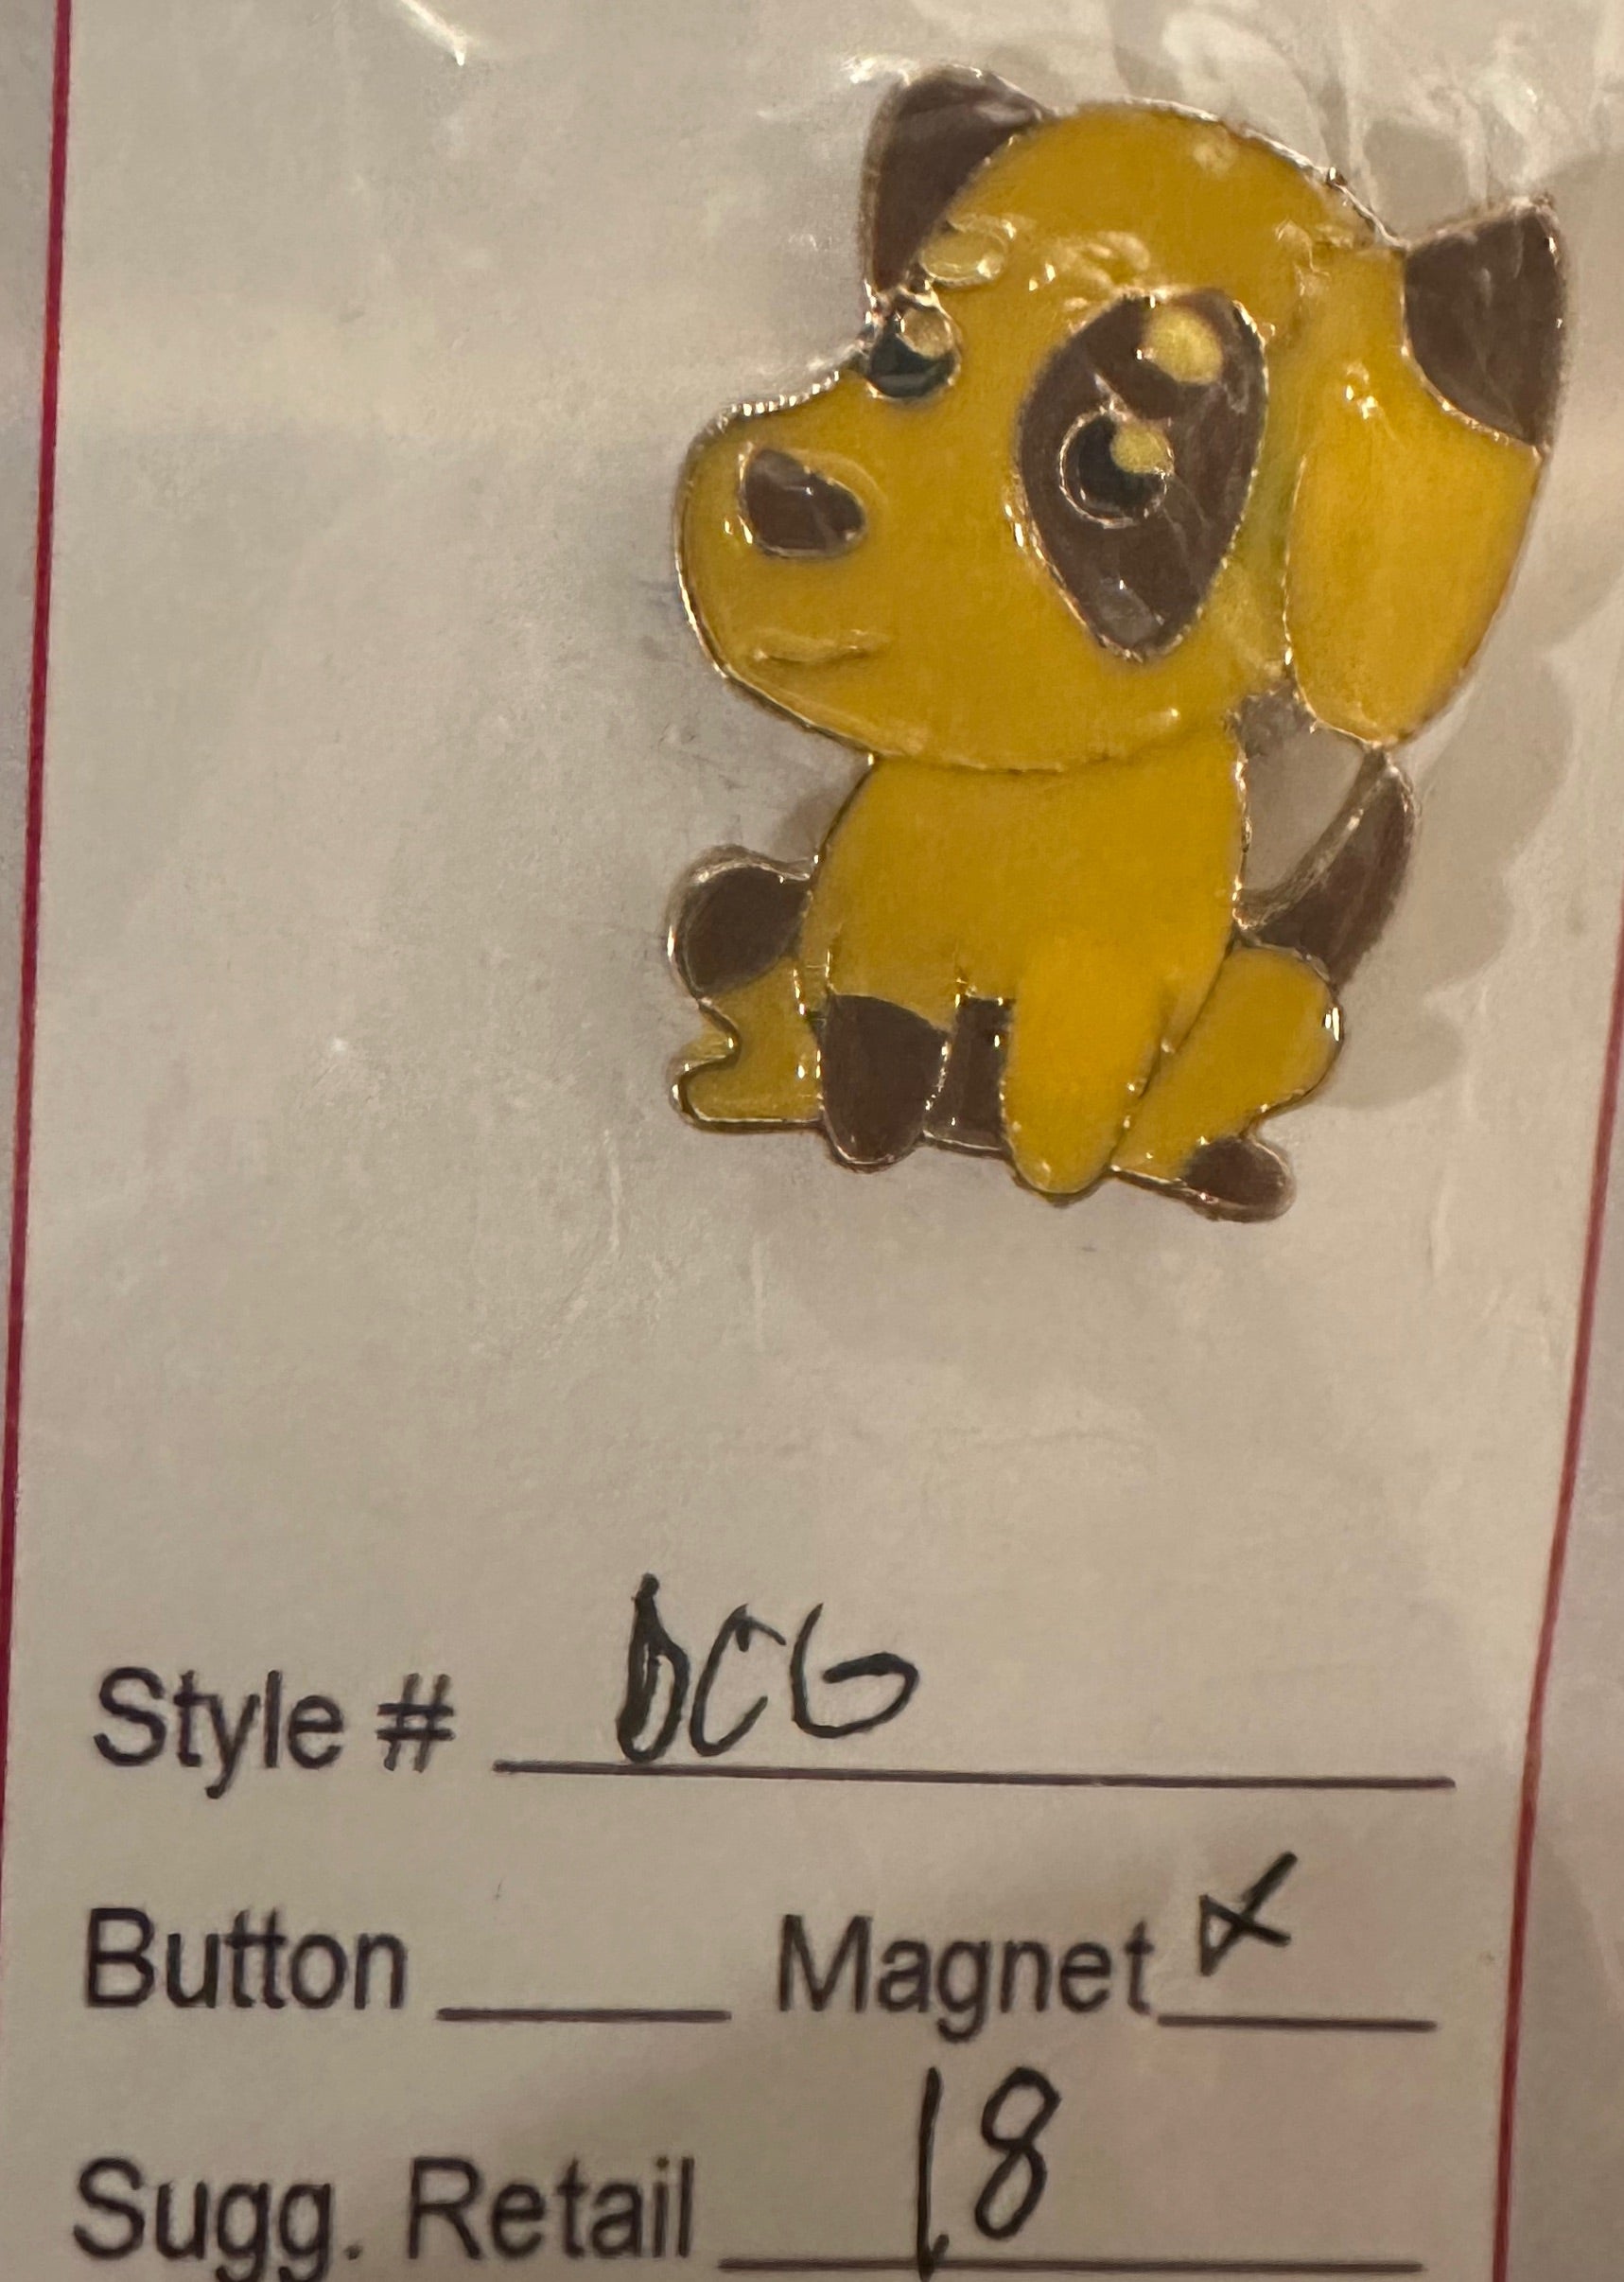 Style # DCG
Button Magnet X
Sugg. Retail 18